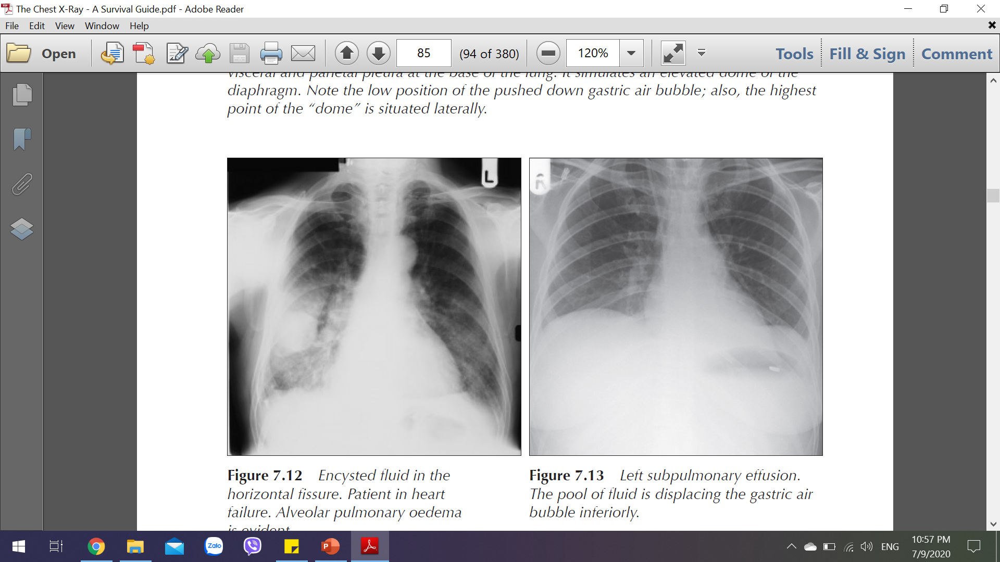 The Chest X-Ray - A Survival Guide.pdf - Adobe Reader
File Edit View Window Help
Open 85 (94 of 380) 120% Tools Fill & Sign Comment
visceral and parietal pleura at the base of the lung. It simulates an elevated dome of the
diaphragm. Note the low position of the pushed down gastric air bubble; also, the highest
point of the “dome” is situated laterally.
L
R
Figure 7.12 Encysted fluid in the
horizontal fissure. Patient in heart
failure. Alveolar pulmonary oedema
is evident.
Figure 7.13 Left subpulmonary effusion.
The pool of fluid is displacing the gastric air
bubble inferiorly.
Zalo
P
ENG
10:57 PM
7/9/2020